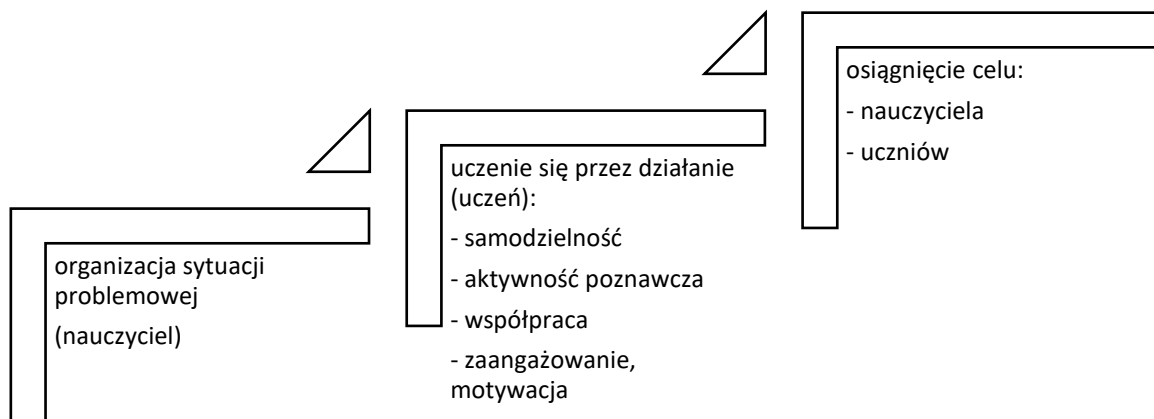 organizacja sytuacji
problemowej
(nauczyciel)
uczenie się przez działanie
(uczeń):
- samodzielność
- aktywność poznawcza
- współpraca
- zaangażowanie,
motywacja
osiągnięcie celu:
- nauczyciela
- uczniów